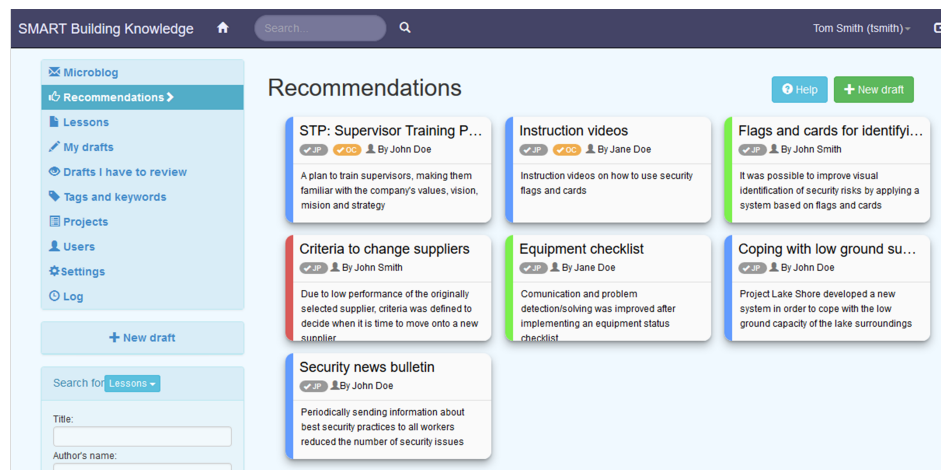 SMART Building Knowledge
Search...
Tom Smith (tsmith)
Microblog
Recommendations
Lessons
My drafts
Drafts I have to review
Tags and keywords
Projects
Users
Settings
Log
New draft
Search for Lessons
Title:
Author's name:
Recommendations
Help
New draft
STP: Supervisor Training P...
JP OC By John Doe
A plan to train supervisors, making them
familiar with the company's values, vision,
mision and strategy
Instruction videos
JP OC By Jane Doe
Instruction videos on how to use security
flags and cards
Flags and cards for identifyi...
JP By John Smith
It was possible to improve visual
identification of security risks by applying a
system based on flags and cards
Criteria to change suppliers
JP By John Smith
Due to low performance of the originally
selected supplier, criteria was defined to
decide when it is time to move onto a new
supplier
Equipment checklist
JP By Jane Doe
Comunication and problem
detection/solving was improved after
implementing an equipment status
checklist
Coping with low ground su...
JP By John Doe
Project Lake Shore developed a new
system in order to cope with the low
ground capacity of the lake surroundings
Security news bulletin
JP By John Doe
Periodically sending information about
best security practices to all workers
reduced the number of security issues